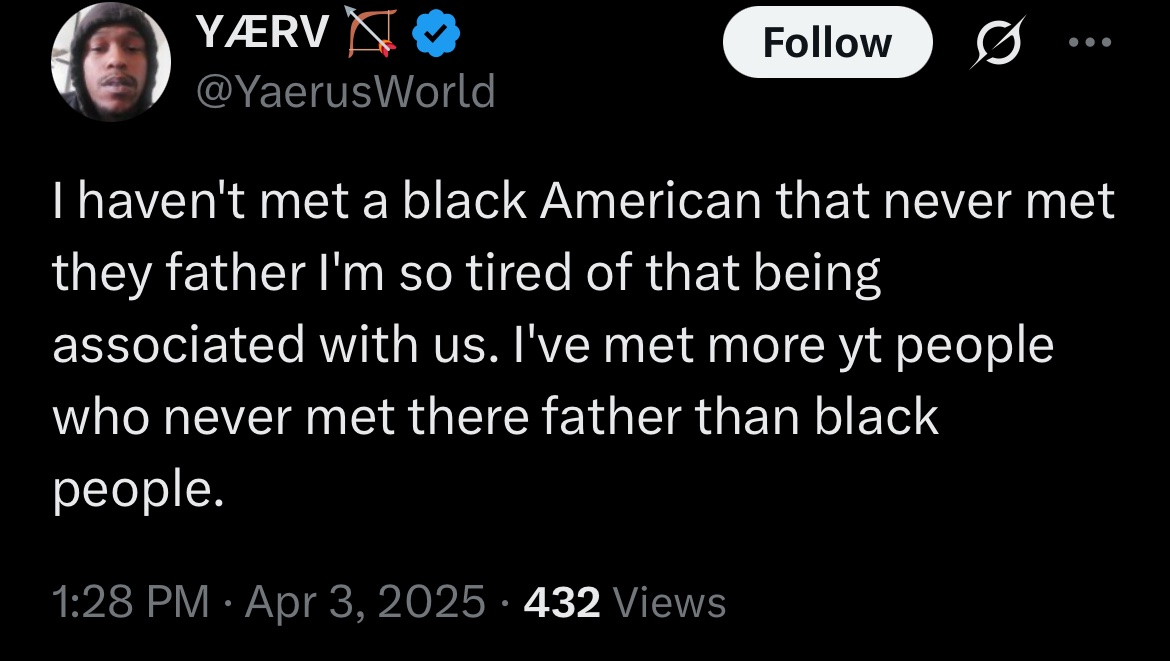 YÆRV 🏹
Follow
@YaerusWorld
I haven't met a black American that never met
they father I'm so tired of that being
associated with us. I've met more yt people
who never met there father than black
people.
1:28 PM · Apr 3, 2025 · 432 Views